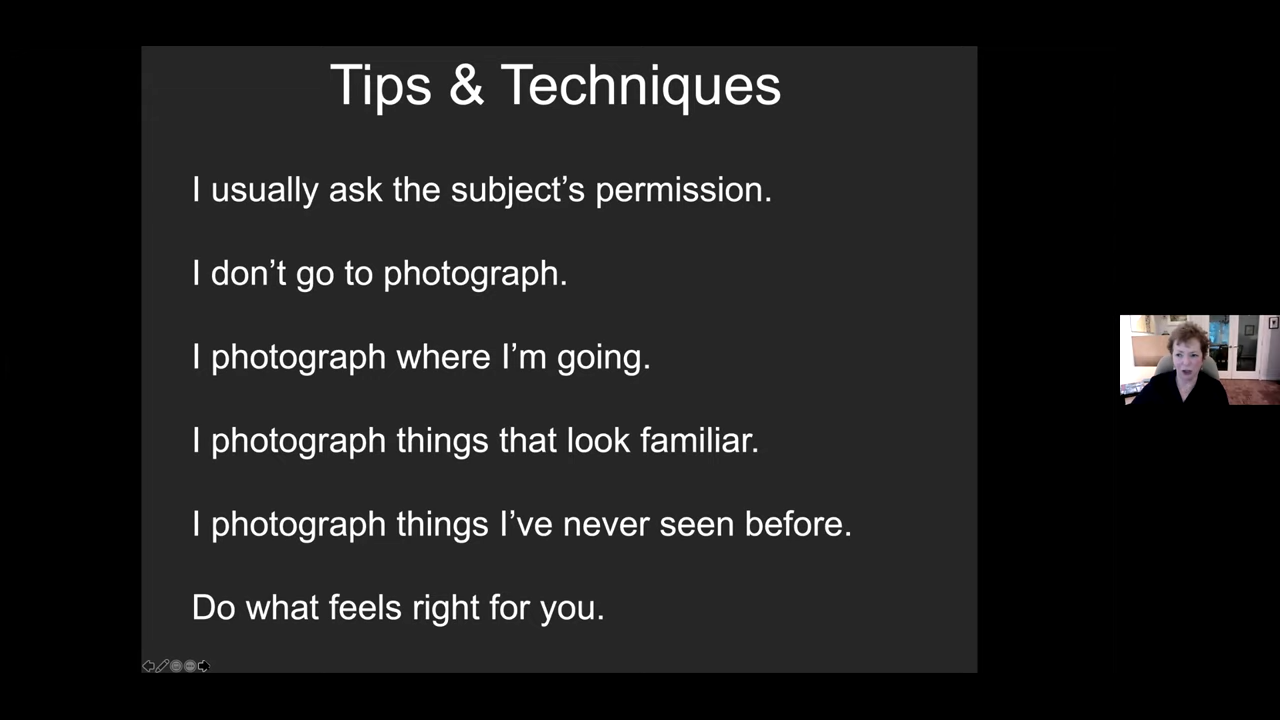 Tips & Techniques
I usually ask the subject’s permission.
I don’t go to photograph.
I photograph where I’m going.
I photograph things that look familiar.
I photograph things I’ve never seen before.
Do what feels right for you.